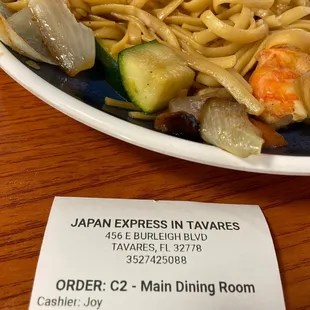 JAPAN EXPRESS IN TAVARES
456 E BURLEIGH BLVD
TAVARES, FL 32778
3527425088
ORDER: C2 - Main Dining Room
Cashier: Joy